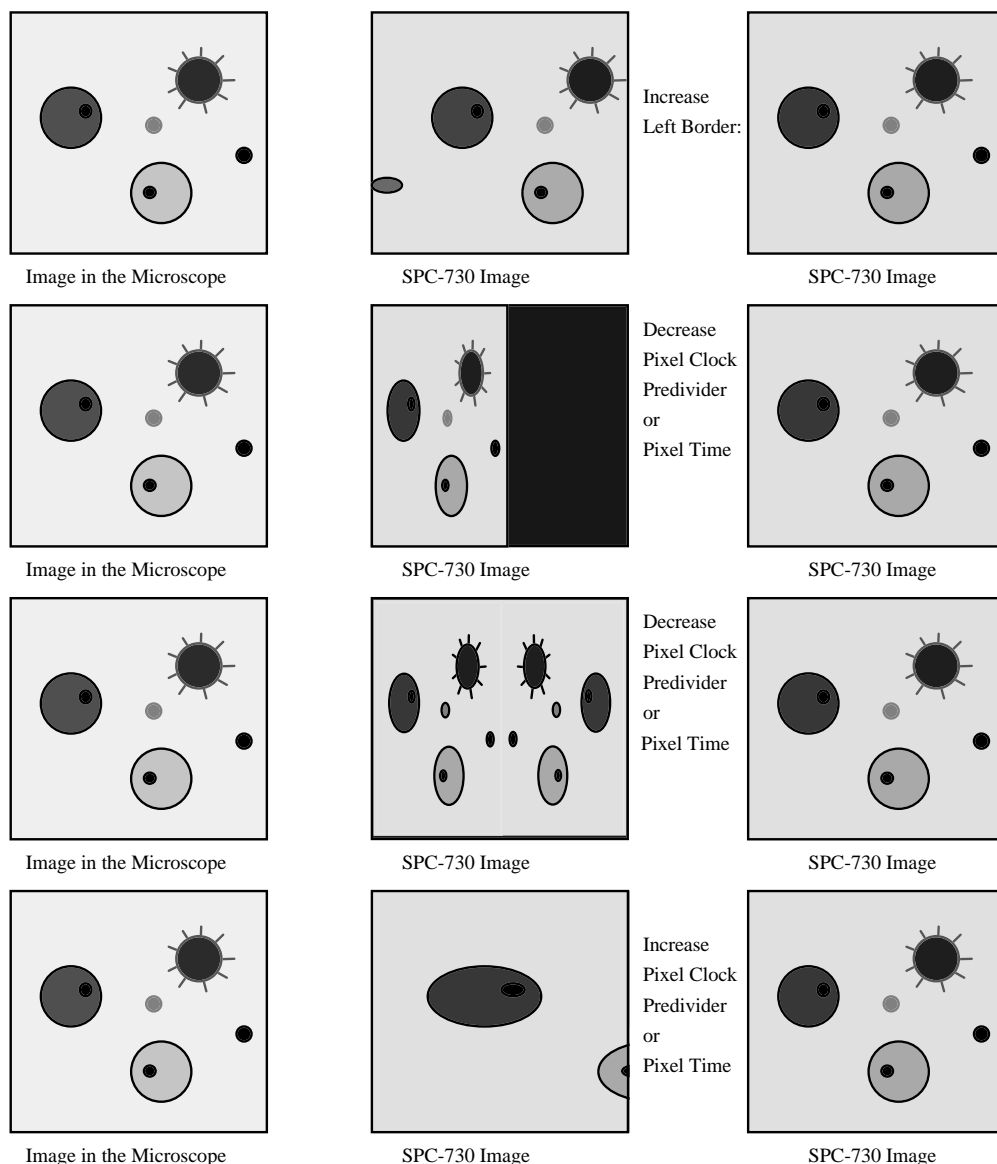 Increase
Left Border:
Image in the Microscope
SPC-730 Image
SPC-730 Image
Decrease
Pixel Clock
Predivider
or
Pixel Time
Image in the Microscope
SPC-730 Image
SPC-730 Image
Decrease
Pixel Clock
Predivider
or
Pixel Time
Image in the Microscope
SPC-730 Image
SPC-730 Image
Increase
Pixel Clock
Predivider
or
Pixel Time
Image in the Microscope
SPC-730 Image
SPC-730 Image